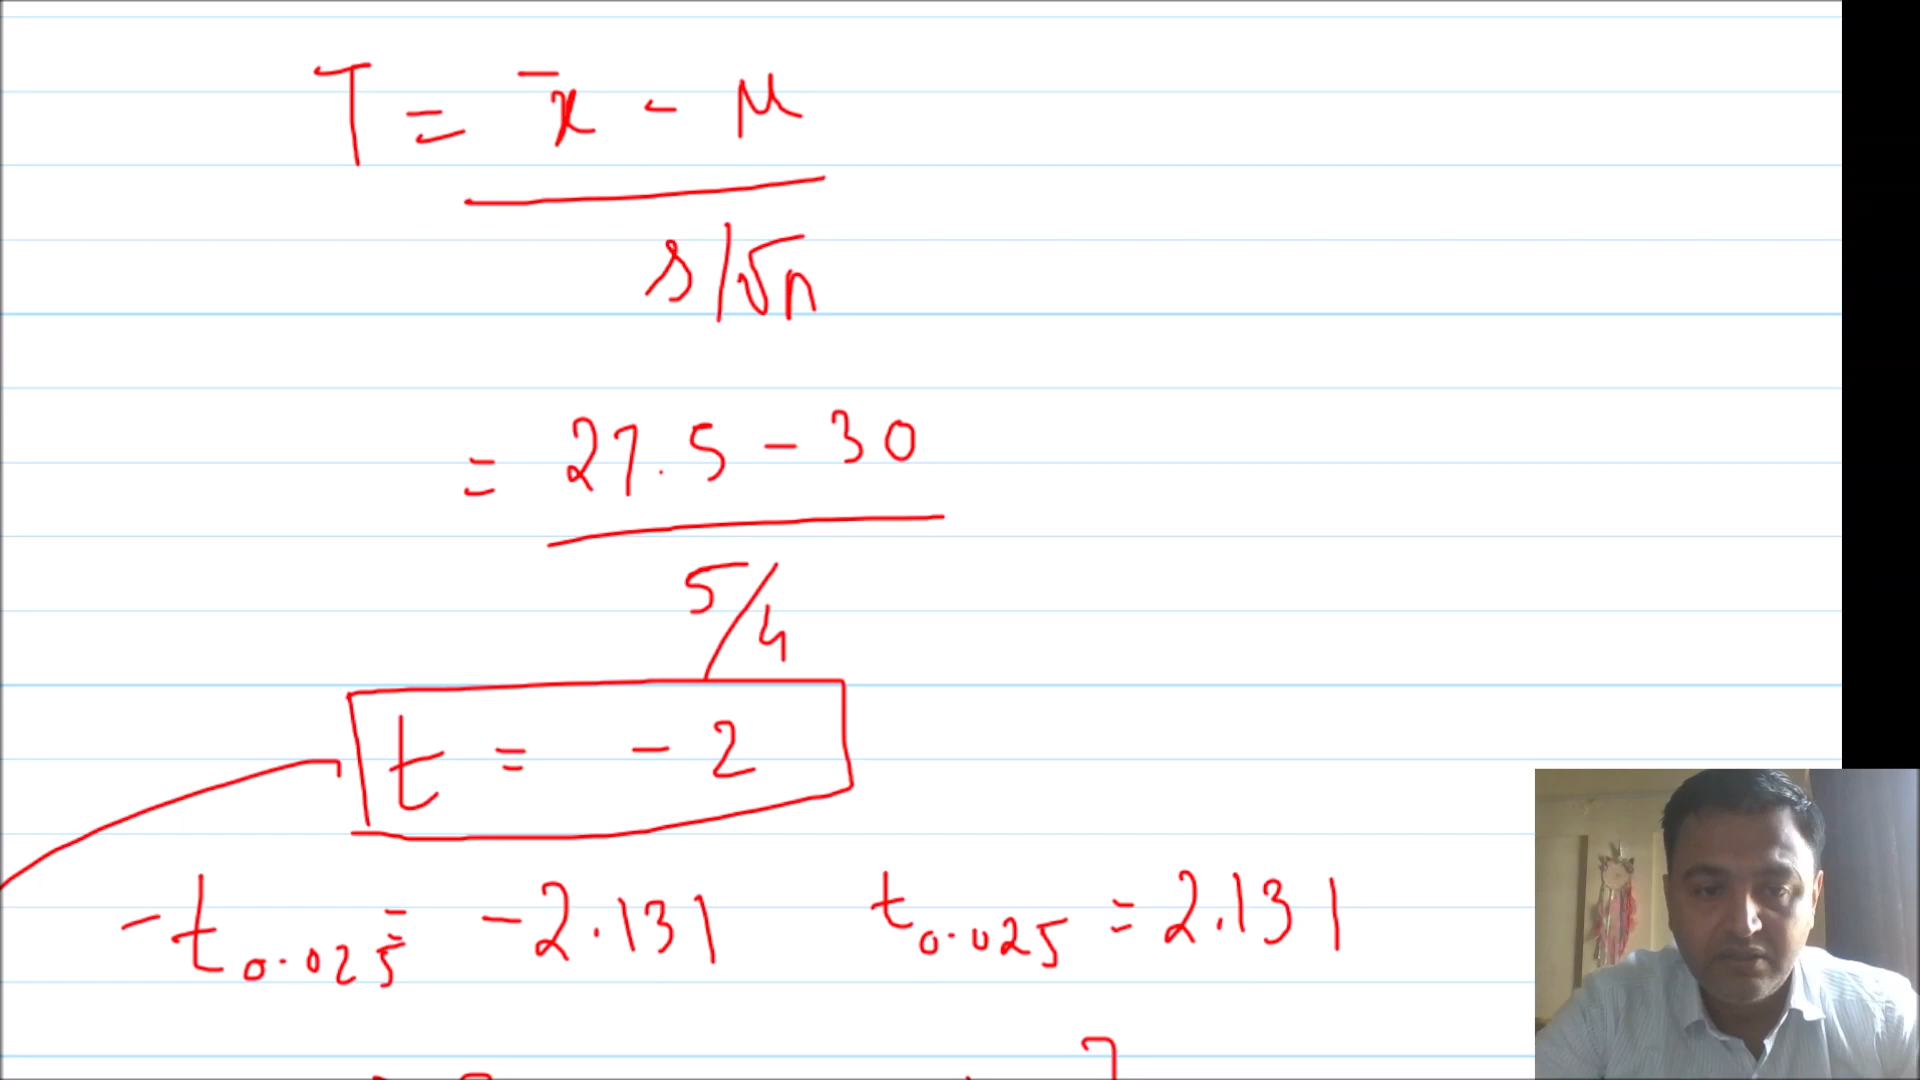 T = x̄ - μ
s/√n
= 27.5 - 30
5/4
t = - 2
-t0.025 = -2.131 t0.025 = 2.131